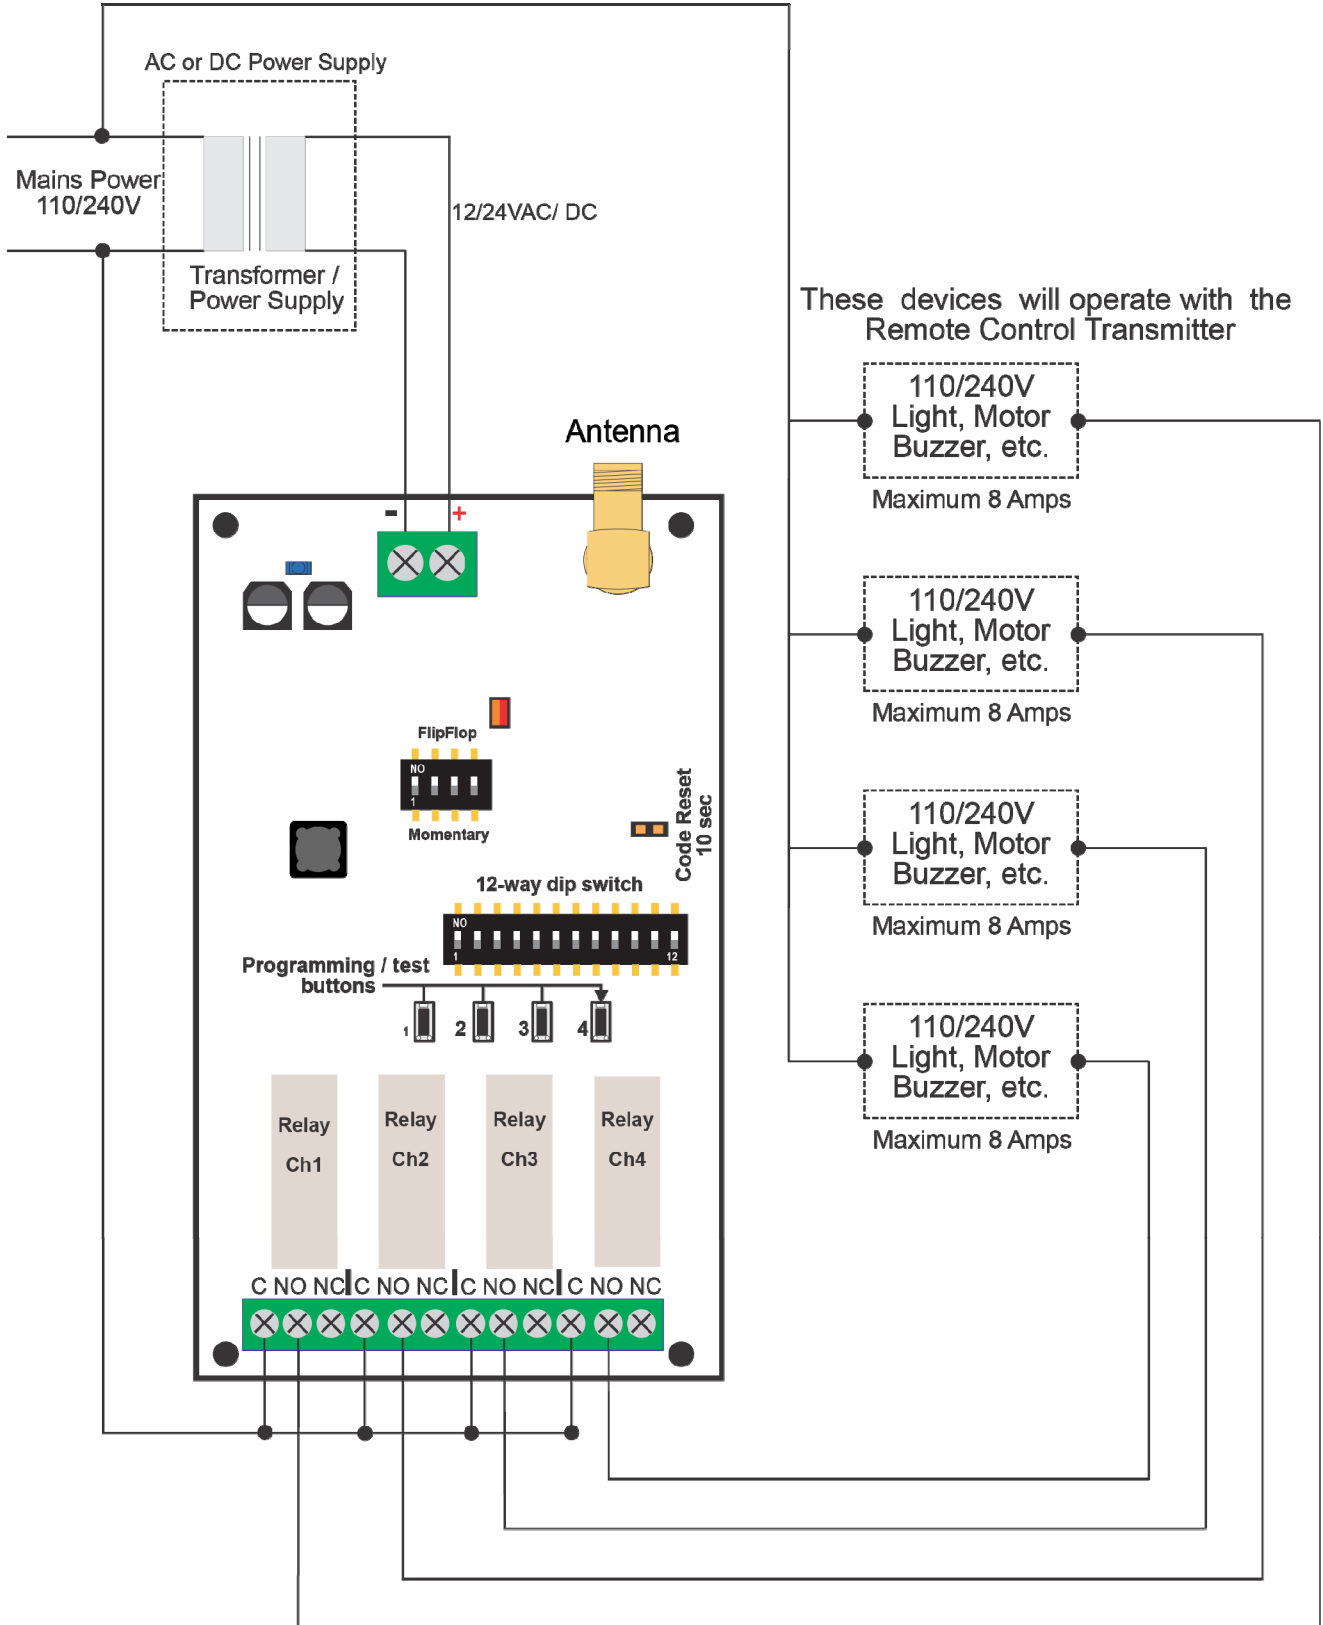 AC or DC Power Supply
Mains Power
110/240V
12/24VAC/ DC
Transformer /
Power Supply
These devices will operate with the
Remote Control Transmitter
110/240V
Light, Motor
Buzzer, etc.
Maximum 8 Amps
Antenna
- +
110/240V
Light, Motor
Buzzer, etc.
Maximum 8 Amps
FlipFlop
NO
1
Momentary
Code Reset
10 sec
110/240V
Light, Motor
Buzzer, etc.
Maximum 8 Amps
12-way dip switch
NO
1 12
Programming / test
buttons
1 2 3 4
110/240V
Light, Motor
Buzzer, etc.
Maximum 8 Amps
Relay
Ch1
Relay
Ch2
Relay
Ch3
Relay
Ch4
C NO NC C NO NC C NO NC C NO NC